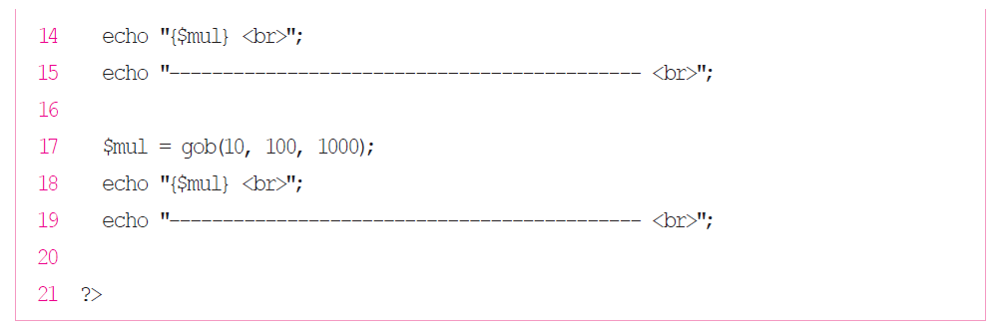 14 echo "{$mul} <br>";
15 echo "-------------------------------------------- <br>";
16
17 $mul = gob(10, 100, 1000);
18 echo "{$mul} <br>";
19 echo "-------------------------------------------- <br>";
20
21 ?>